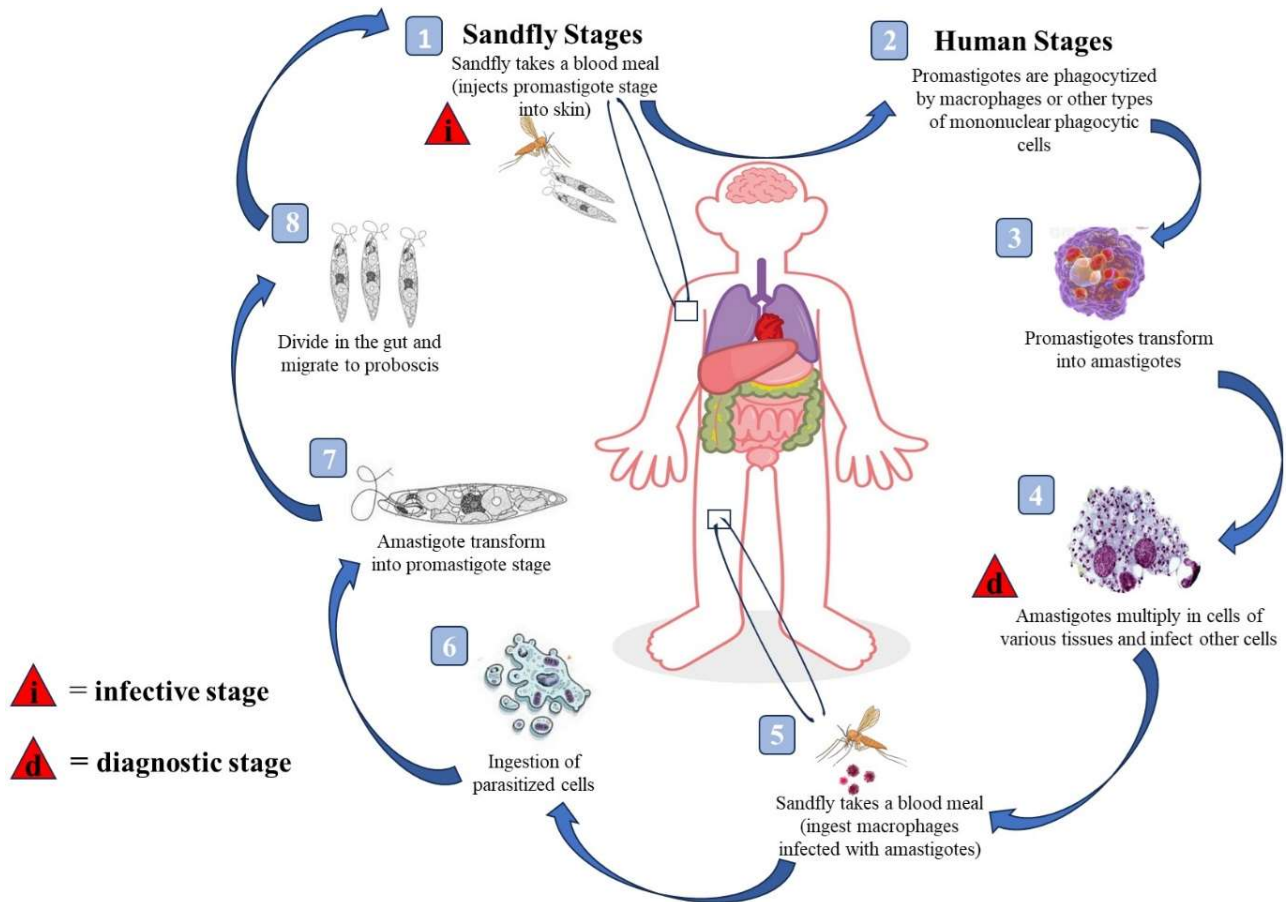 1
Sandfly Stages
Sandfly takes a blood meal
(injects promastigote stage
into skin)
i
2
Human Stages
Promastigotes are phagocytized
by macrophages or other types
of mononuclear phagocytic
cells
3
Promastigotes transform
into amastigotes
4
d
Amastigotes multiply in cells of
various tissues and infect other cells
5
Sandfly takes a blood meal
(ingest macrophages
infected with amastigotes)
6
Ingestion of
parasitized cells
7
Amastigote transform
into promastigote stage
8
Divide in the gut and
migrate to proboscis
i = infective stage
d = diagnostic stage